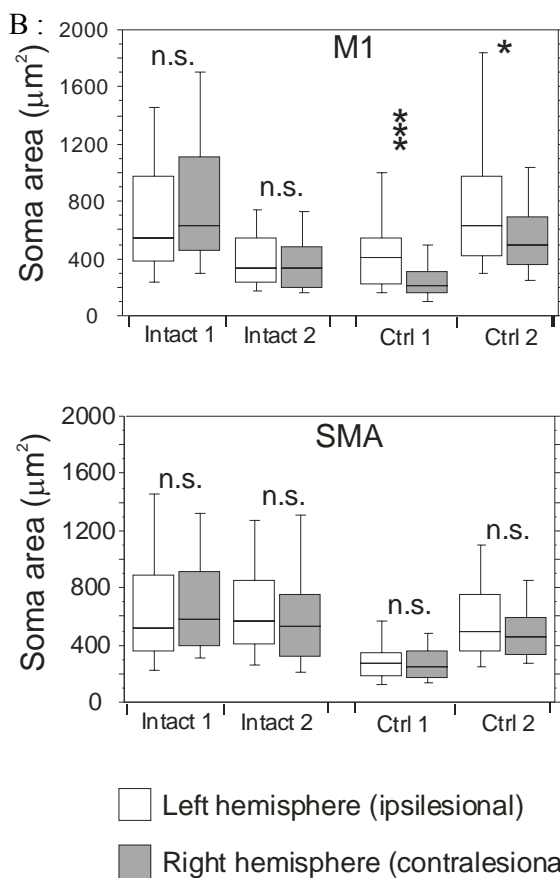 B :
M1
Soma area (μm²)
2000
1600
1200
800
400
0
n.s.
n.s.
***
*
Intact 1
Intact 2
Ctrl 1
Ctrl 2
SMA
Soma area (μm²)
2000
1600
1200
800
400
0
n.s.
n.s.
n.s.
n.s.
Intact 1
Intact 2
Ctrl 1
Ctrl 2
Left hemisphere (ipsilesional)
Right hemisphere (contralesiona